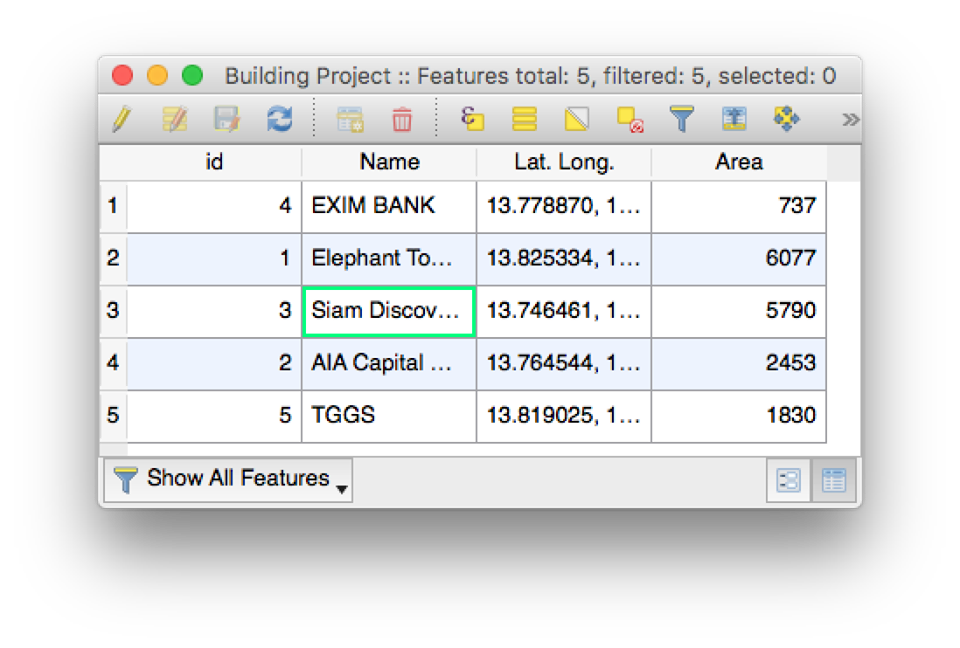 Building Project :: Features total: 5, filtered: 5, selected: 0
id Name Lat. Long. Area
1 4 EXIM BANK 13.778870, 1... 737
2 1 Elephant To... 13.825334, 1... 6077
3 3 Siam Discov... 13.746461, 1... 5790
4 2 AIA Capital ... 13.764544, 1... 2453
5 5 TGGS 13.819025, 1... 1830
Show All Features